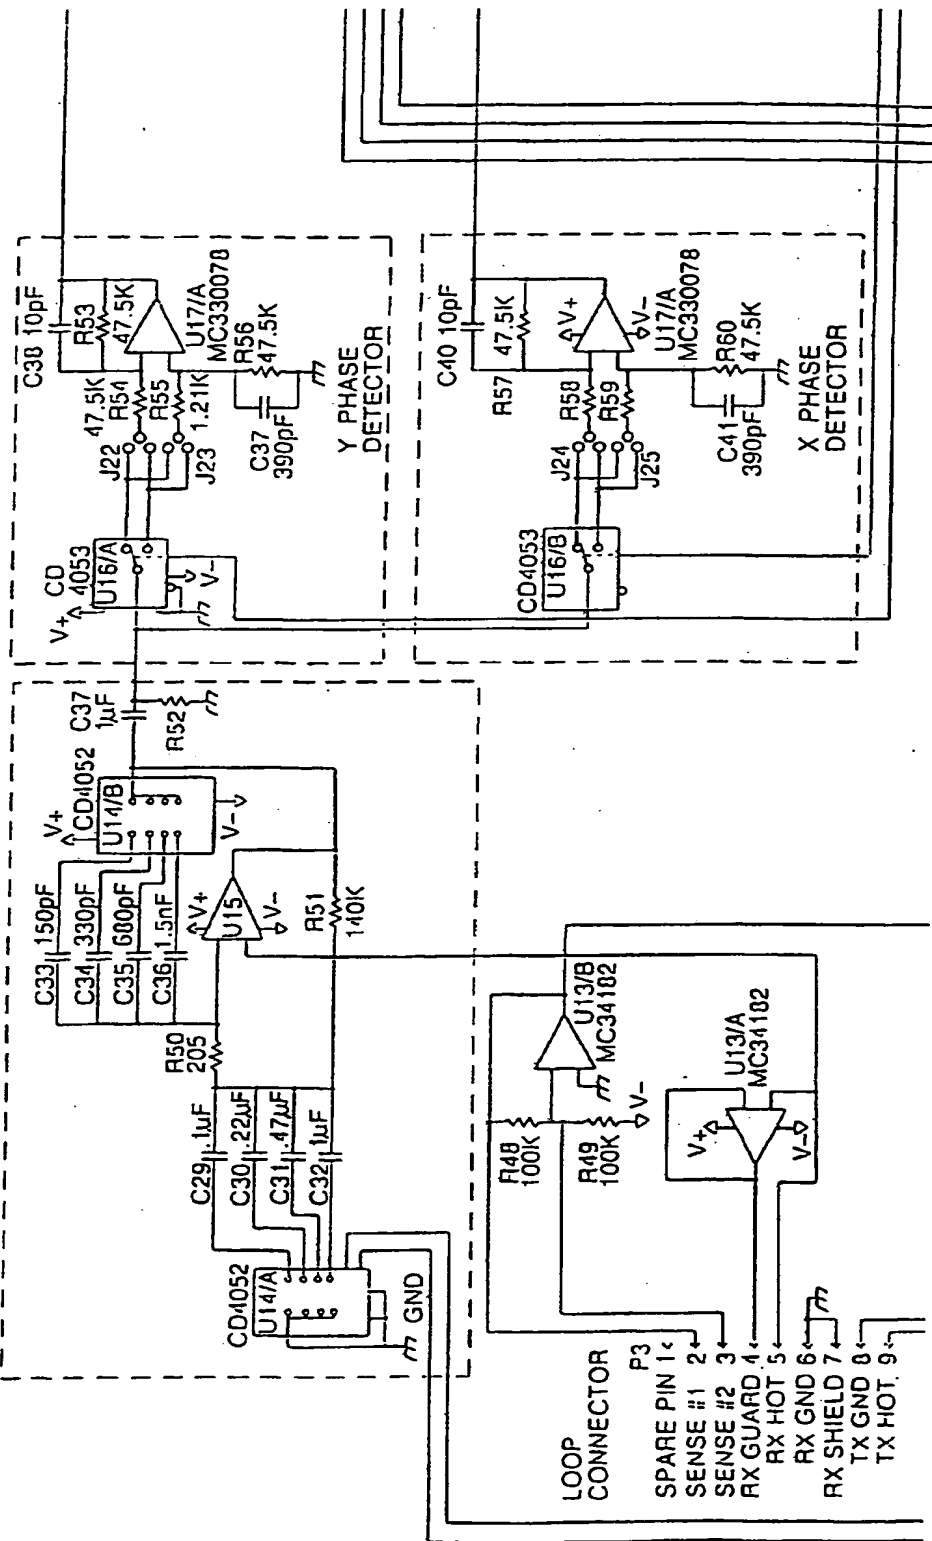 C38 10pF
R53
47.5K
U17/A
MC330078
R56
47.5K
47.5K
R54
R55
1.21K
C37
390pF
J22
J23
Y PHASE
DETECTOR
CD
4053
U16/A
V+
V-
C40 10pF
47.5K
R57
V+
V-
U17/A
MC330078
R60
47.5K
R58
R59
C41
390pF
J24
J25
X PHASE
DETECTOR
CD4053
U16/B
C37
1µF
R52
V+
CD4052
U14/B
V-
C33 150pF
C34 330pF
C35 680pF
C36 1.5nF
V+
U15
V-
R51
140K
R50
205
C29 .1µF
C30 .22µF
C31 .47µF
C32 1µF
CD4052
U14/A
GND
U13/B
MC34182
R48
100K
R49
100K
V-
U13/A
MC34182
V+
V-
LOOP
CONNECTOR
P3
SPARE PIN 1
SENSE #1 2
SENSE #2 3
RX GUARD 4
RX HOT 5
RX GND 6
RX SHIELD 7
TX GND 8
TX HOT 9